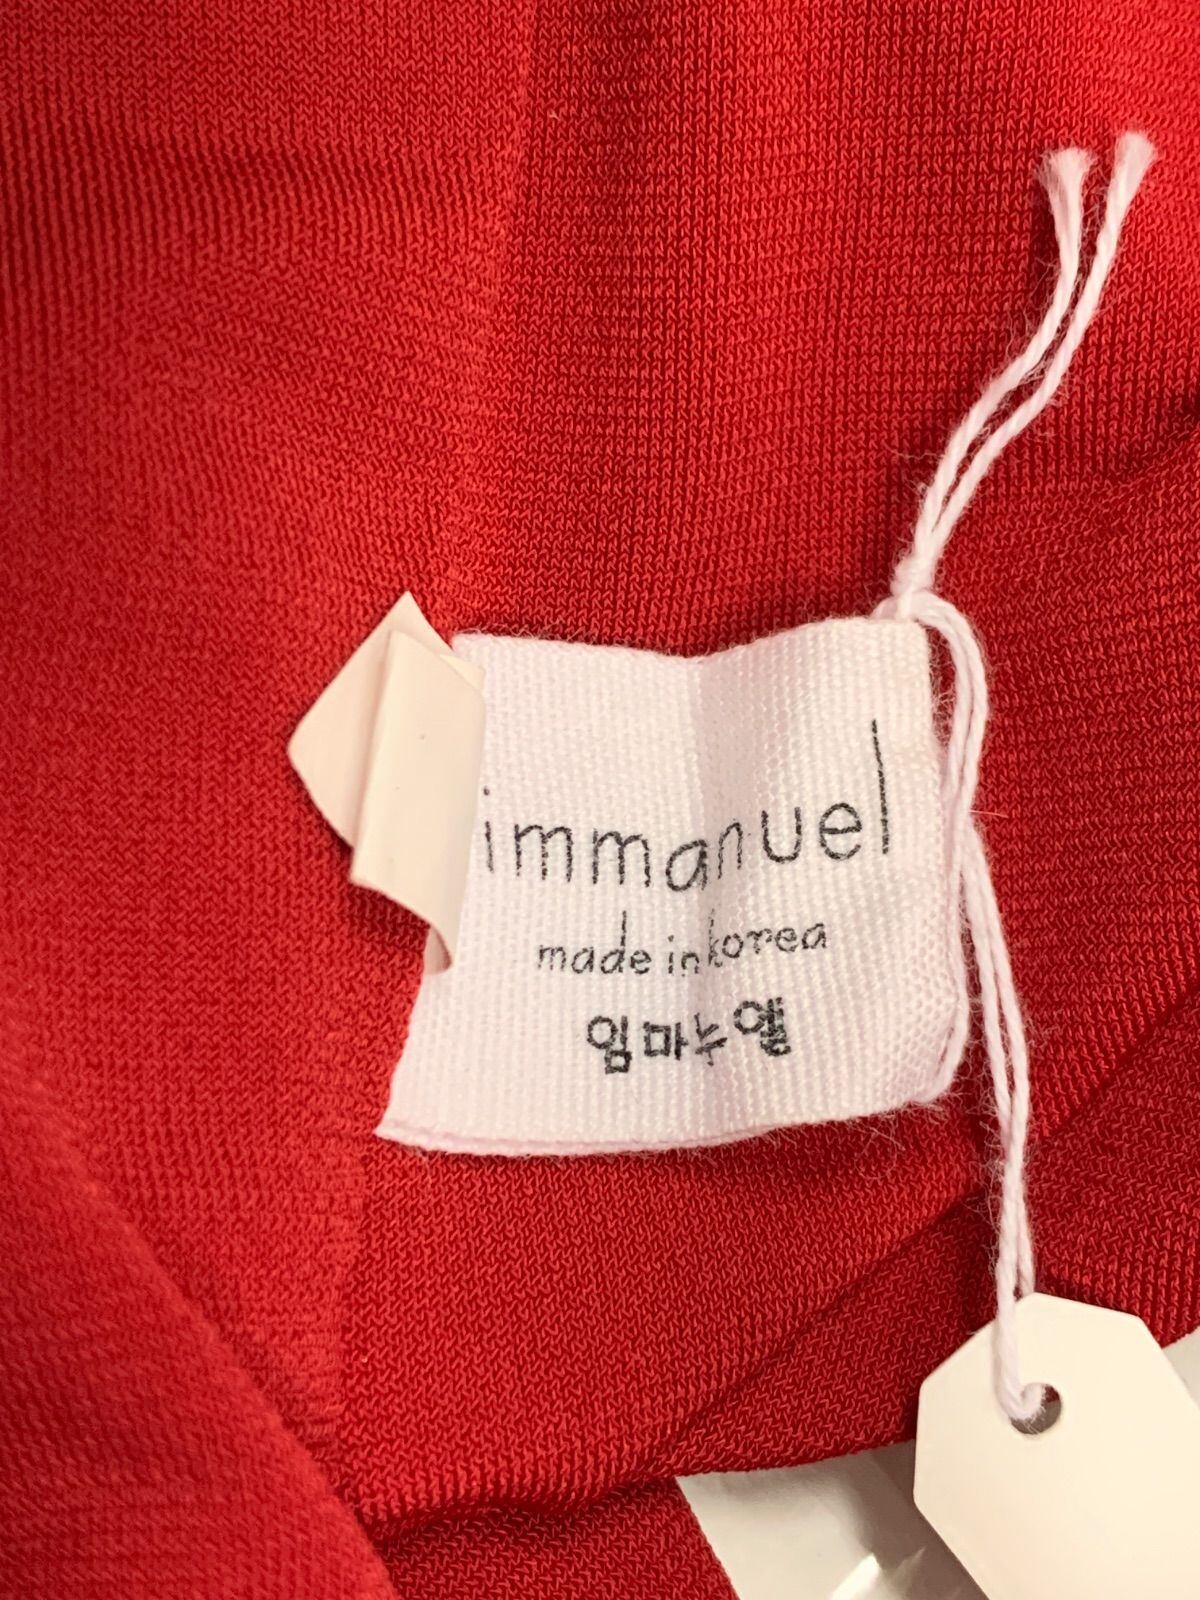 immanuel
made in korea
임마누엘